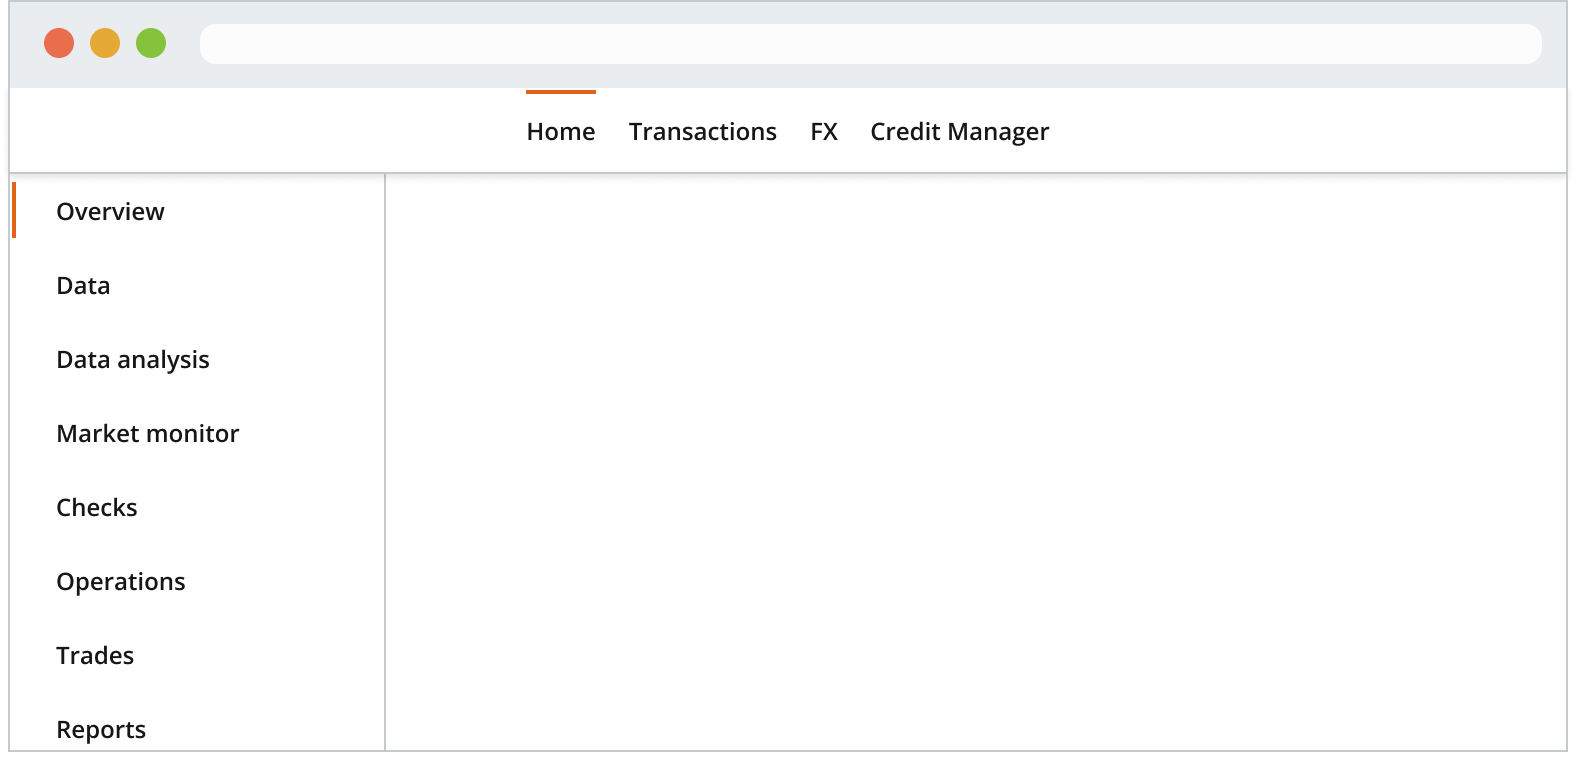 Home Transactions FX Credit Manager
Overview
Data
Data analysis
Market monitor
Checks
Operations
Trades
Reports